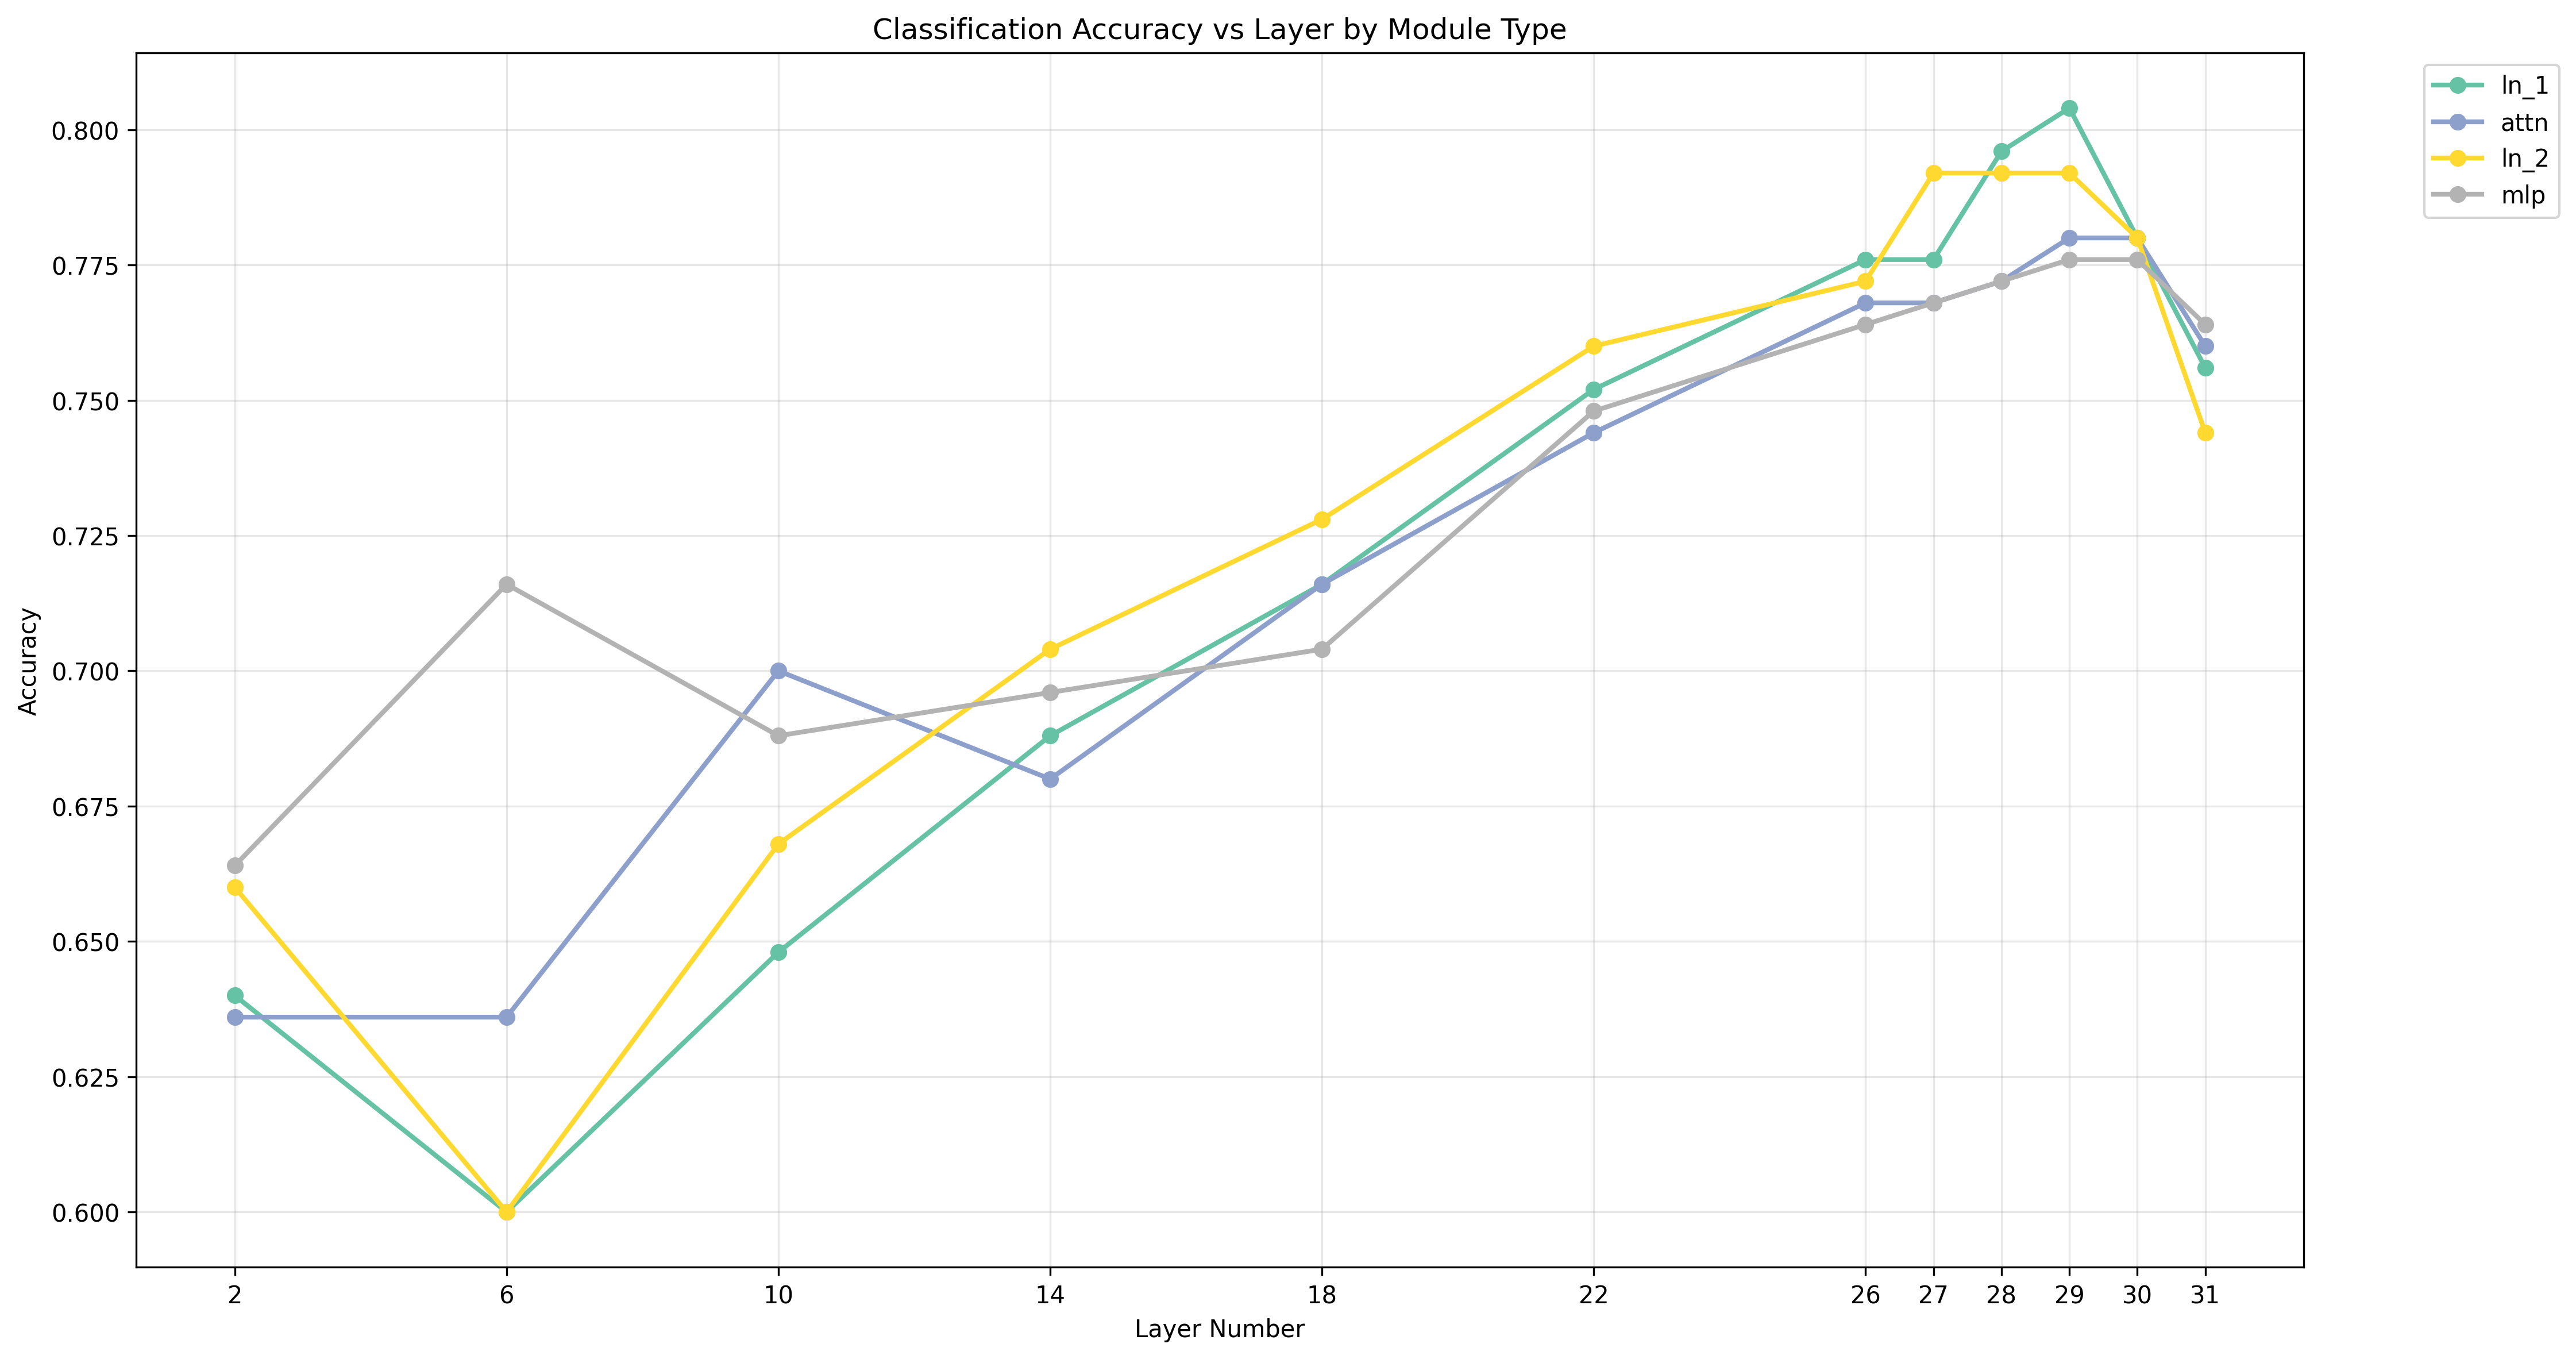 Classification Accuracy vs Layer by Module Type
ln_1
attn
ln_2
mlp
Accuracy
0.800
0.775
0.750
0.725
0.700
0.675
0.650
0.625
0.600
2 6 10 14 18 22 26 27 28 29 30 31
Layer Number